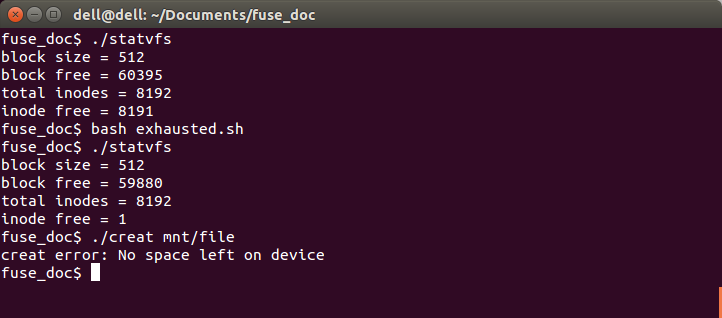 dell@dell: ~/Documents/fuse_doc
fuse_doc$ ./statvfs
block size = 512
block free = 60395
total inodes = 8192
inode free = 8191
fuse_doc$ bash exhausted.sh
fuse_doc$ ./statvfs
block size = 512
block free = 59880
total inodes = 8192
inode free = 1
fuse_doc$ ./creat mnt/file
creat error: No space left on device
fuse_doc$